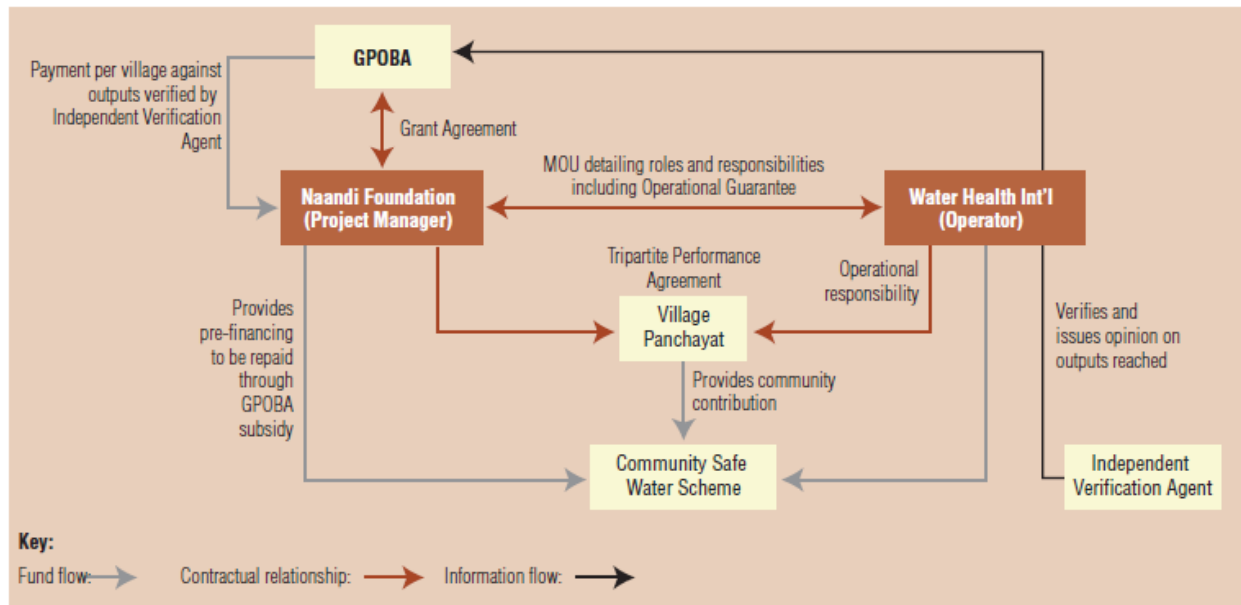 GPOBA
Payment per village against
outputs verified by
Independent Verification
Agent
Grant Agreement
MOU detailing roles and responsibilities
including Operational Guarantee
Naandi Foundation
(Project Manager)
Water Health Int'l
(Operator)
Tripartite Performance
Agreement
Operational
responsibility
Village
Panchayat
Provides
pre-financing
to be repaid
through
GPOBA
subsidy
Verifies and
issues opinion on
outputs reached
Provides community
contribution
Community Safe
Water Scheme
Independent
Verification Agent
Key:
Fund flow:
Contractual relationship:
Information flow: